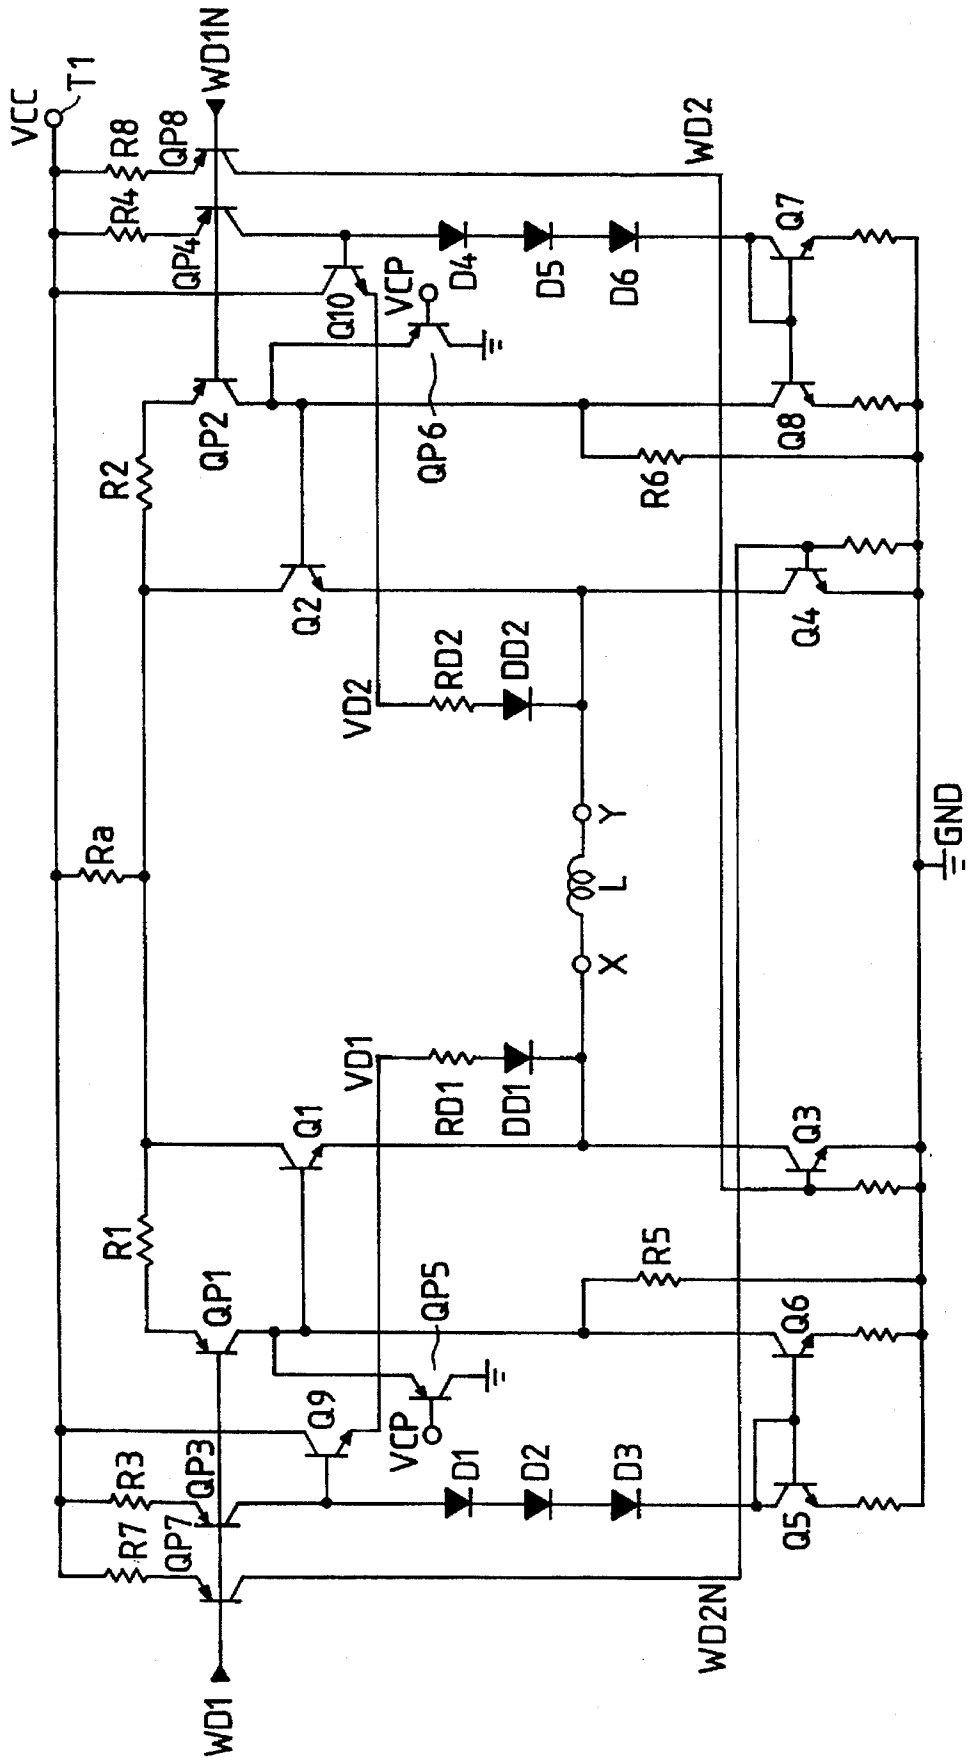 VCC
T1
Ra
R1
R2
R3
R7
R4
R8
QP1
QP3
QP7
QP2
QP4
QP8
WD1
WD1N
Q9
Q1
Q2
Q10
VCP
QP5
VD1
VD2
VCP
QP6
D1
D2
D3
RD1
DD1
RD2
DD2
D4
D5
D6
X
L
Y
R5
R6
WD2N
WD2
Q5
Q6
Q3
Q4
Q8
Q7
GND